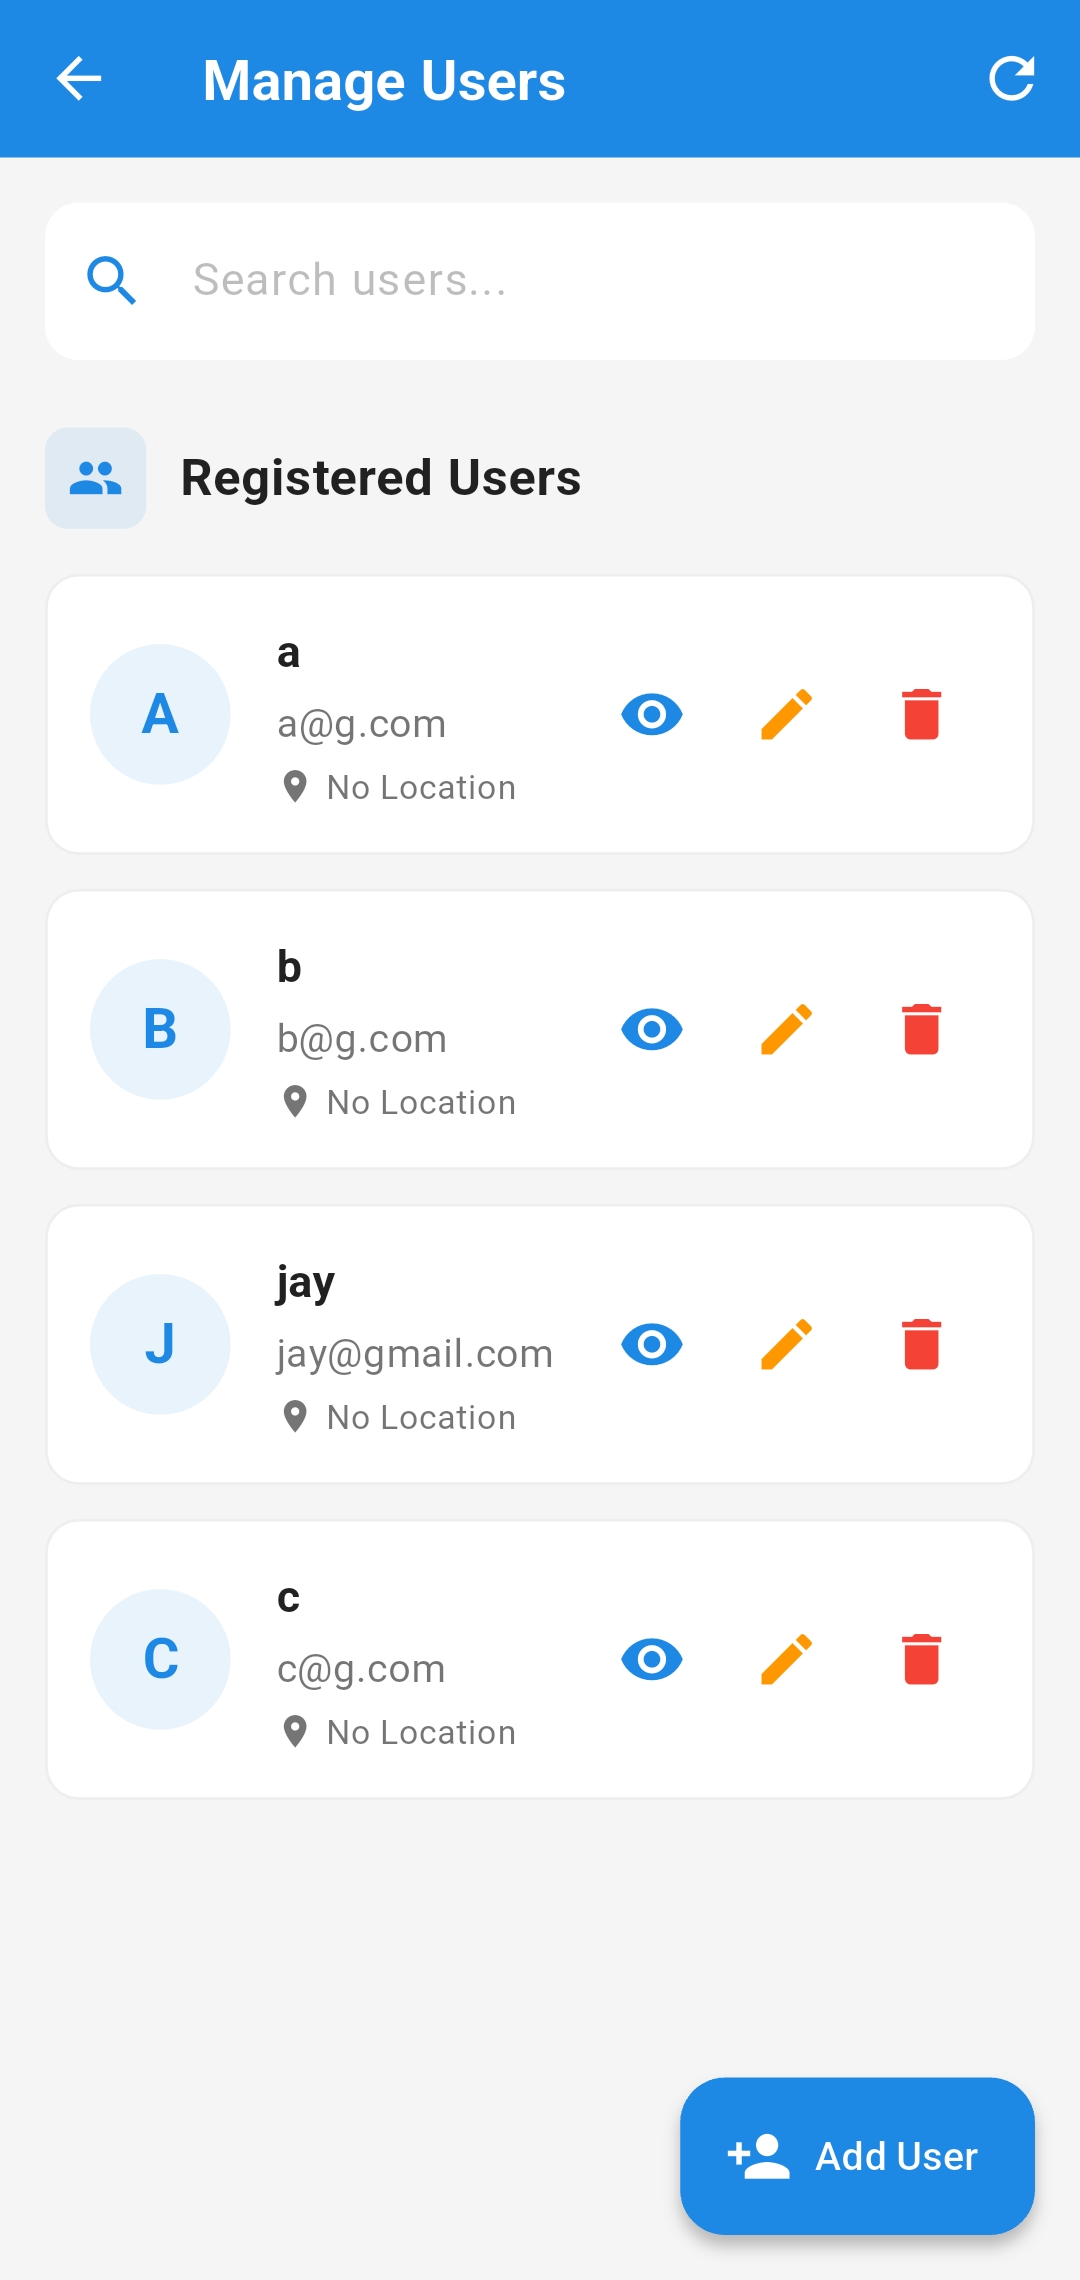 Manage Users
Search users...
Registered Users
A
a
a@g.com
No Location
B
b
b@g.com
No Location
J
jay
jay@gmail.com
No Location
C
c
c@g.com
No Location
Add User